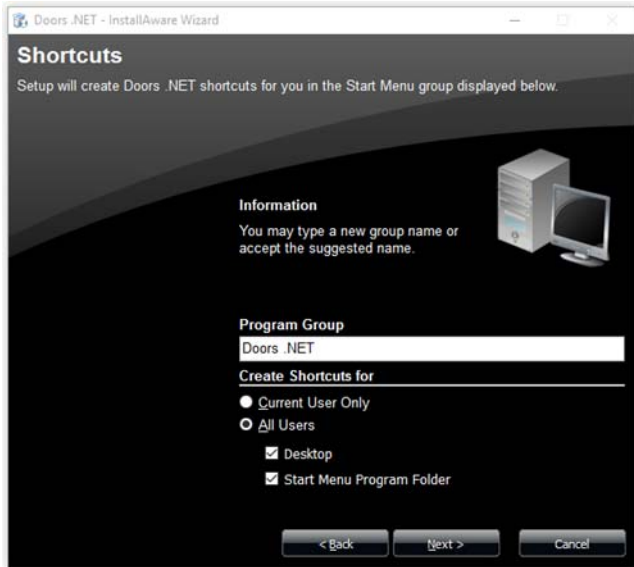 Doors .NET - InstallAware Wizard
Shortcuts
Setup will create Doors .NET shortcuts for you in the Start Menu group displayed below.
Information
You may type a new group name or
accept the suggested name.
Program Group
Doors .NET
Create Shortcuts for
Current User Only
All Users
Desktop
Start Menu Program Folder
< Back
Next >
Cancel